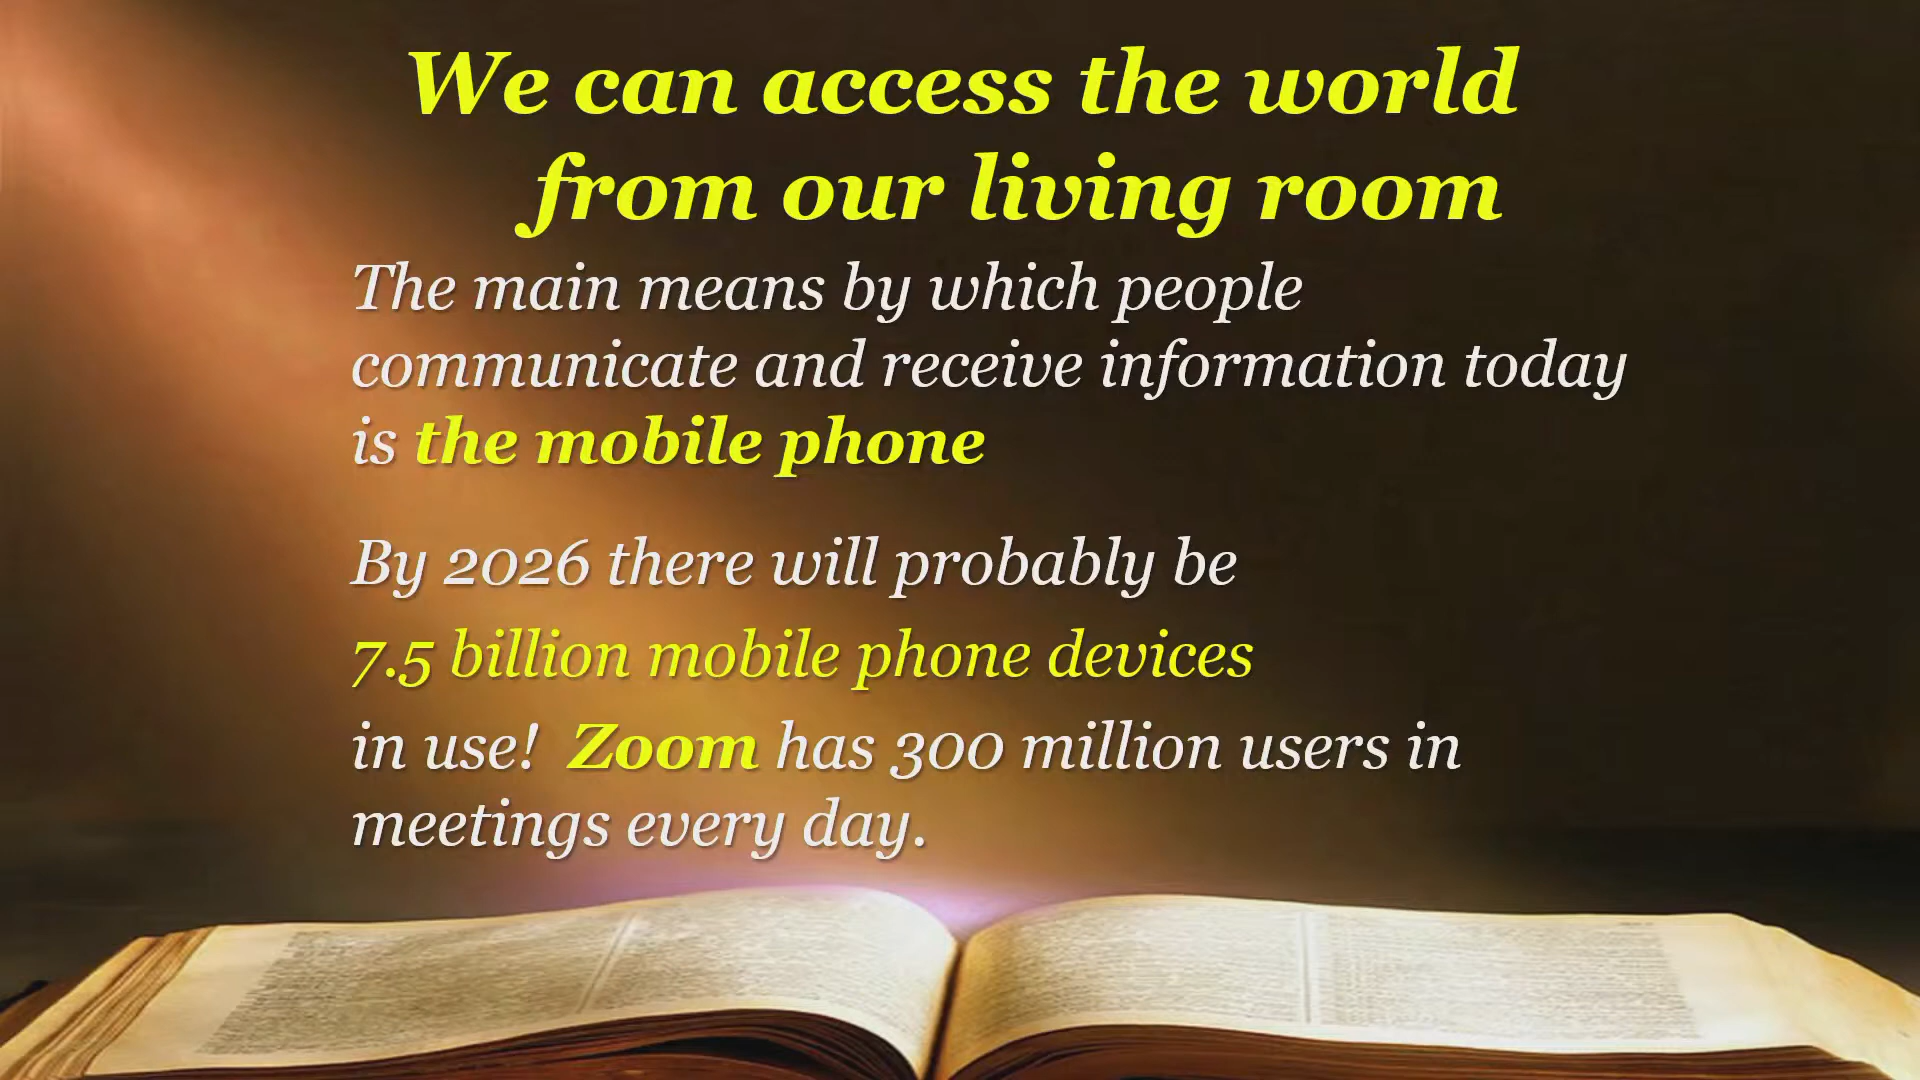 We can access the world
from our living room
The main means by which people
communicate and receive information today
is the mobile phone
By 2026 there will probably be
7.5 billion mobile phone devices
in use! Zoom has 300 million users in
meetings every day.